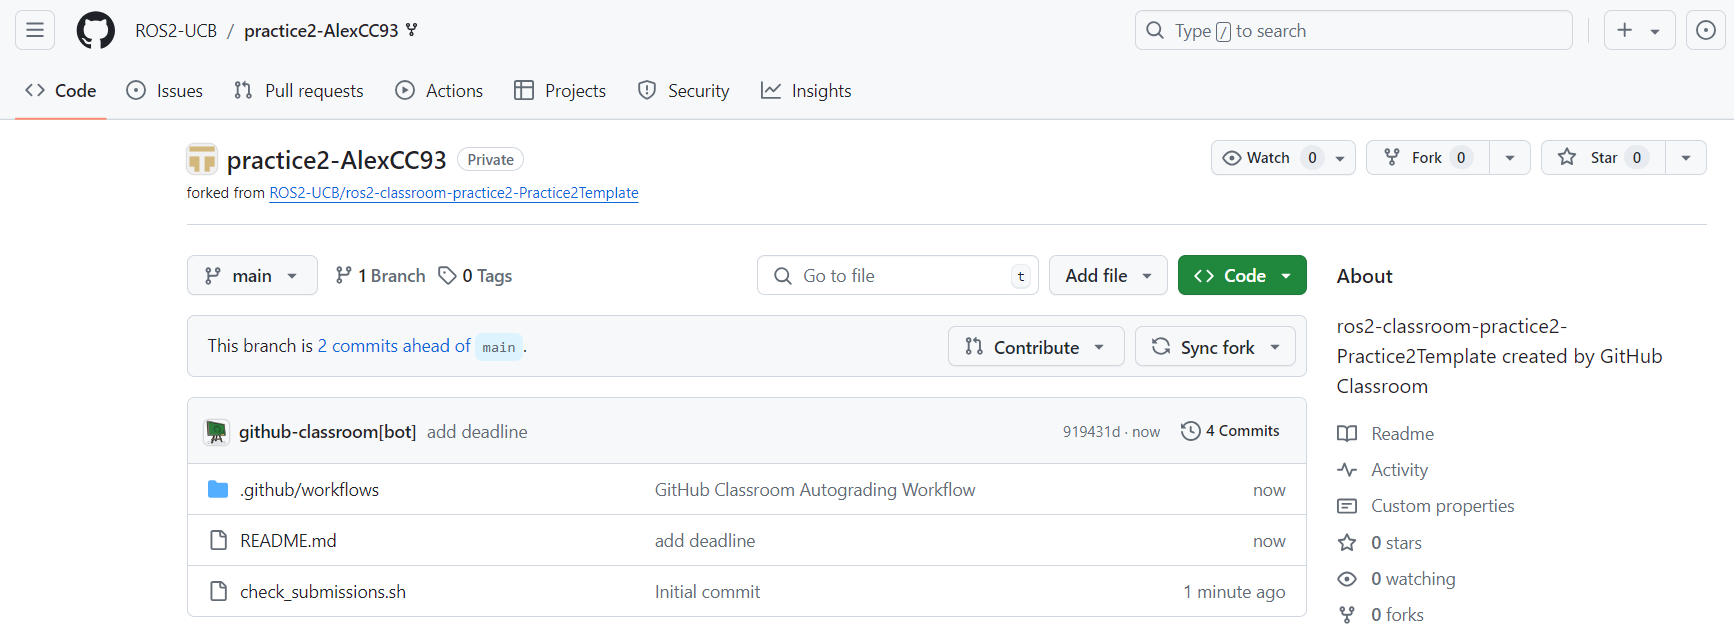 ROS2-UCB / practice2-AlexCC93
Type / to search
Code Issues Pull requests Actions Projects Security Insights
practice2-AlexCC93 Private
Watch 0 Fork 0 Star 0
forked from ROS2-UCB/ros2-classroom-practice2-Practice2Template
main 1 Branch 0 Tags
Go to file t
Add file
Code
This branch is 2 commits ahead of main .
Contribute
Sync fork
github-classroom[bot] add deadline 919431d · now 4 Commits
.github/workflows GitHub Classroom Autograding Workflow now
README.md add deadline now
check_submissions.sh Initial commit 1 minute ago
About
ros2-classroom-practice2-
Practice2Template created by GitHub
Classroom
Readme
Activity
Custom properties
0 stars
0 watching
0 forks